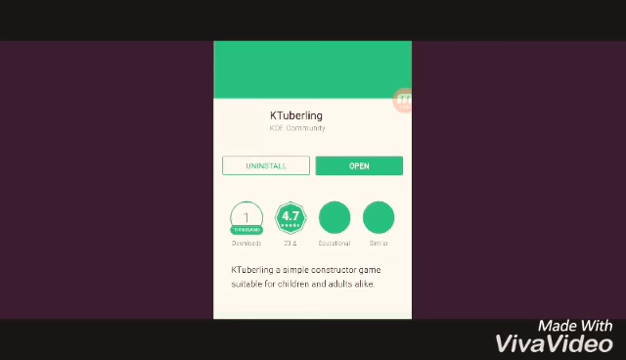 KTuberling
KDE Community
UNINSTALL
OPEN
1
THOUSAND
4.7
Downloads
23
Educational
Similar
KTuberling a simple constructor game
suitable for children and adults alike.
Made With
VivaVideo